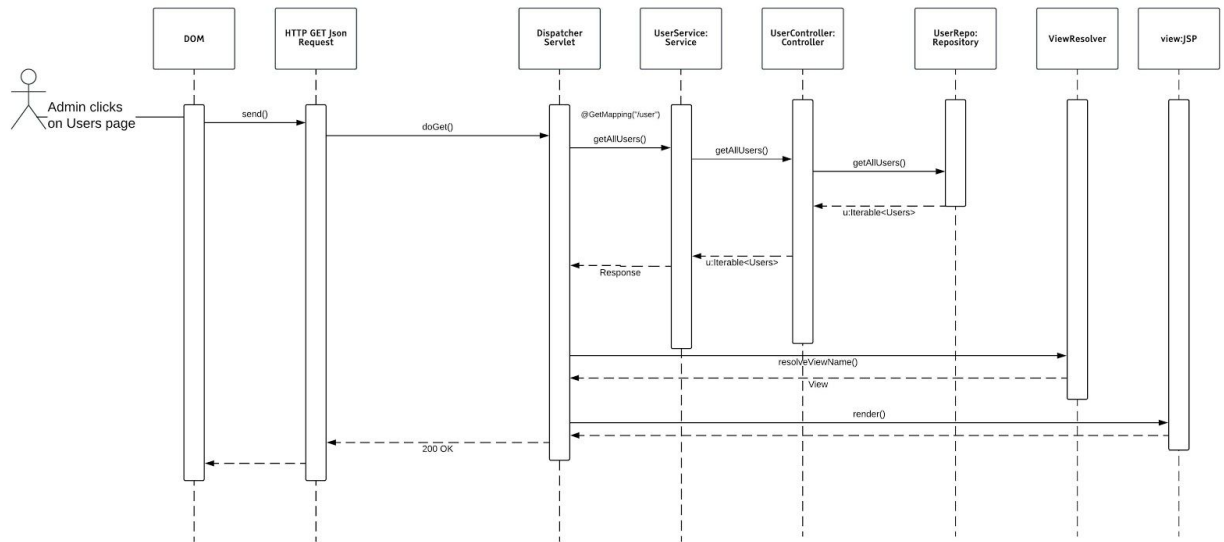 DOM
HTTP GET Json
Request
Dispatcher
Servlet
UserService:
Service
UserController:
Controller
UserRepo:
Repository
ViewResolver
view:JSP
Admin clicks
on Users page
send()
doGet()
@GetMapping("/user")
getAllUsers()
getAllUsers()
getAllUsers()
u:Iterable<Users>
u:Iterable<Users>
Response
resolveViewName()
View
render()
200 OK